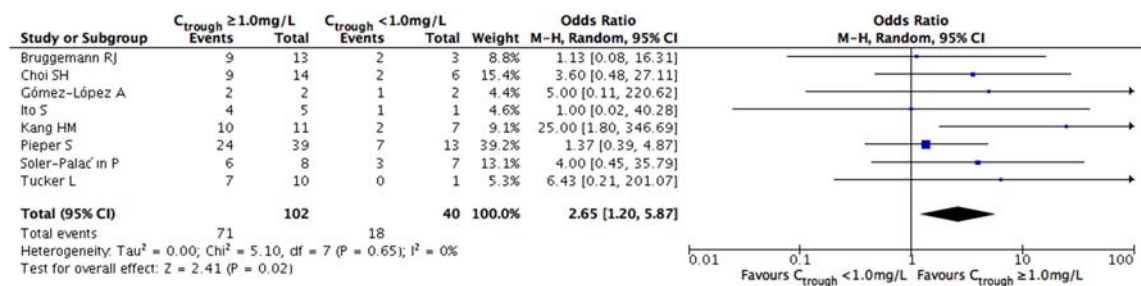 C_trough ≥1.0mg/L C_trough <1.0mg/L Odds Ratio Odds Ratio
Study or Subgroup Events Total Events Total Weight M-H, Random, 95% CI M-H, Random, 95% CI
Bruggemann RJ 9 13 2 3 8.8% 1.13 [0.08, 16.31]
Choi SH 9 14 2 6 15.4% 3.60 [0.48, 27.11]
Gómez-López A 2 2 1 2 4.4% 5.00 [0.11, 220.62]
Ito S 4 5 1 1 4.6% 1.00 [0.02, 40.28]
Kang HM 10 11 2 7 9.1% 25.00 [1.80, 346.69]
Pieper S 24 39 7 13 39.2% 1.37 [0.39, 4.87]
Soler-Palac´ın P 6 8 3 7 13.1% 4.00 [0.45, 35.79]
Tucker L 7 10 0 1 5.3% 6.43 [0.21, 201.07]
Total (95% CI) 102 40 100.0% 2.65 [1.20, 5.87]
Total events 71 18
Heterogeneity: Tau² = 0.00; Chi² = 5.10, df = 7 (P = 0.65); I² = 0%
Test for overall effect: Z = 2.41 (P = 0.02)
0.01 0.1 1 10 100
Favours C_trough <1.0mg/L Favours C_trough ≥1.0mg/L